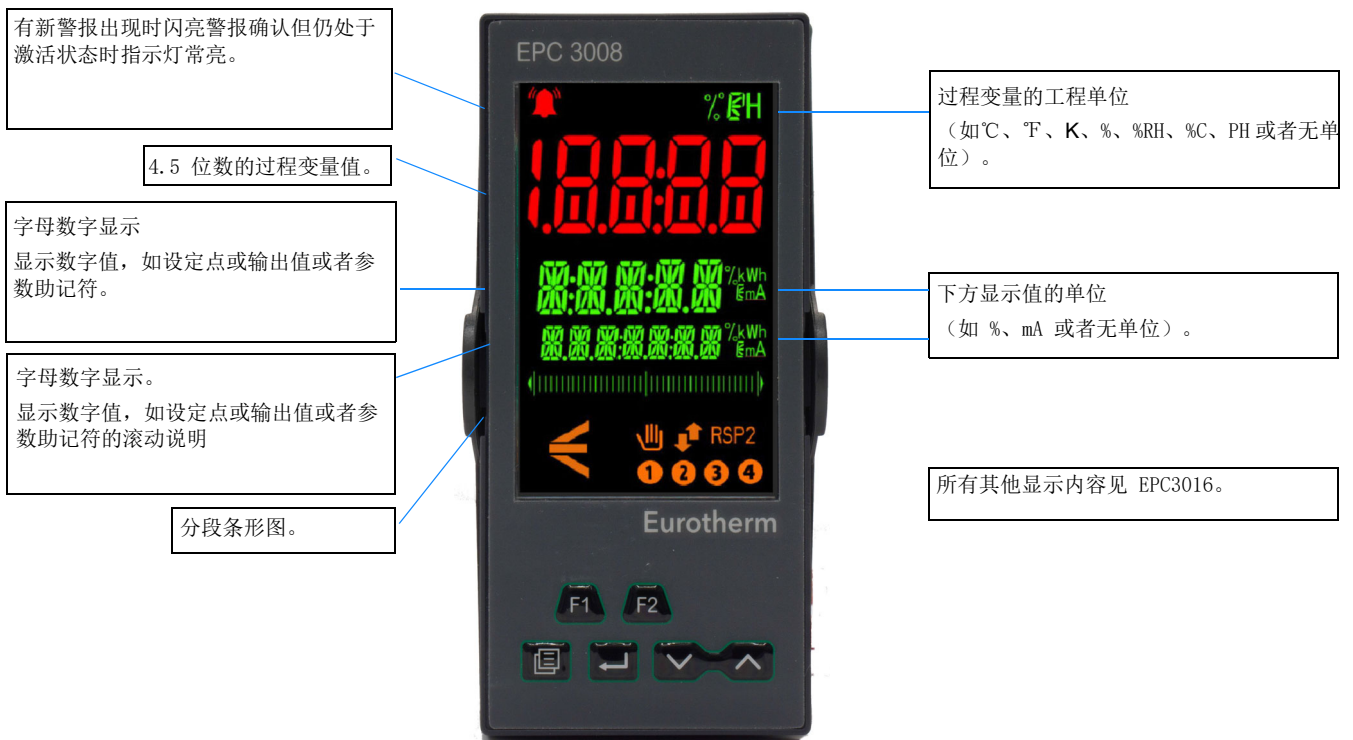 有新警报出现时闪亮警报确认但仍处于
激活状态时指示灯常亮。
4.5 位数的过程变量值。
字母数字显示
显示数字值，如设定点或输出值或者参
数助记符。
字母数字显示。
显示数字值，如设定点或输出值或者参
数助记符的滚动说明
分段条形图。
EPC 3008
%
H
18.8:8.8
%kWh
mA
%kWh
mA
RSP2
1 2 3 4
Eurotherm
F1 F2
过程变量的工程单位
（如℃、℉、K、%、%RH、%C、PH 或者无单
位）。
下方显示值的单位
（如 %、mA 或者无单位）。
所有其他显示内容见 EPC3016。